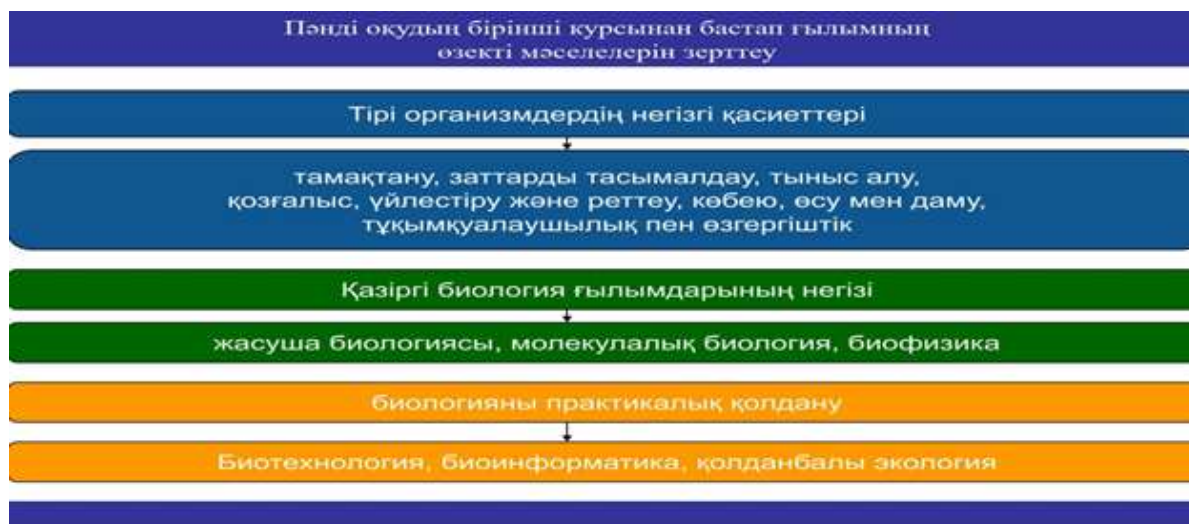 Пәнді оқудың бірінші курсынан бастап ғылымның
өзекті мәселелерін зерттеу
Тірі организмдердің негізгі қасиеттері
тамақтану, заттарды тасымалдау, тыныс алу,
қозғалыс, үйлестіру және реттеу, көбею, өсу мен даму,
тұқымқуалаушылық пен өзгергіштік
Қазіргі биология ғылымдарының негізі
жасуша биологиясы, молекулалық биология, биофизика
биологияны практикалық қолдану
Биотехнология, биоинформатика, қолданбалы экология